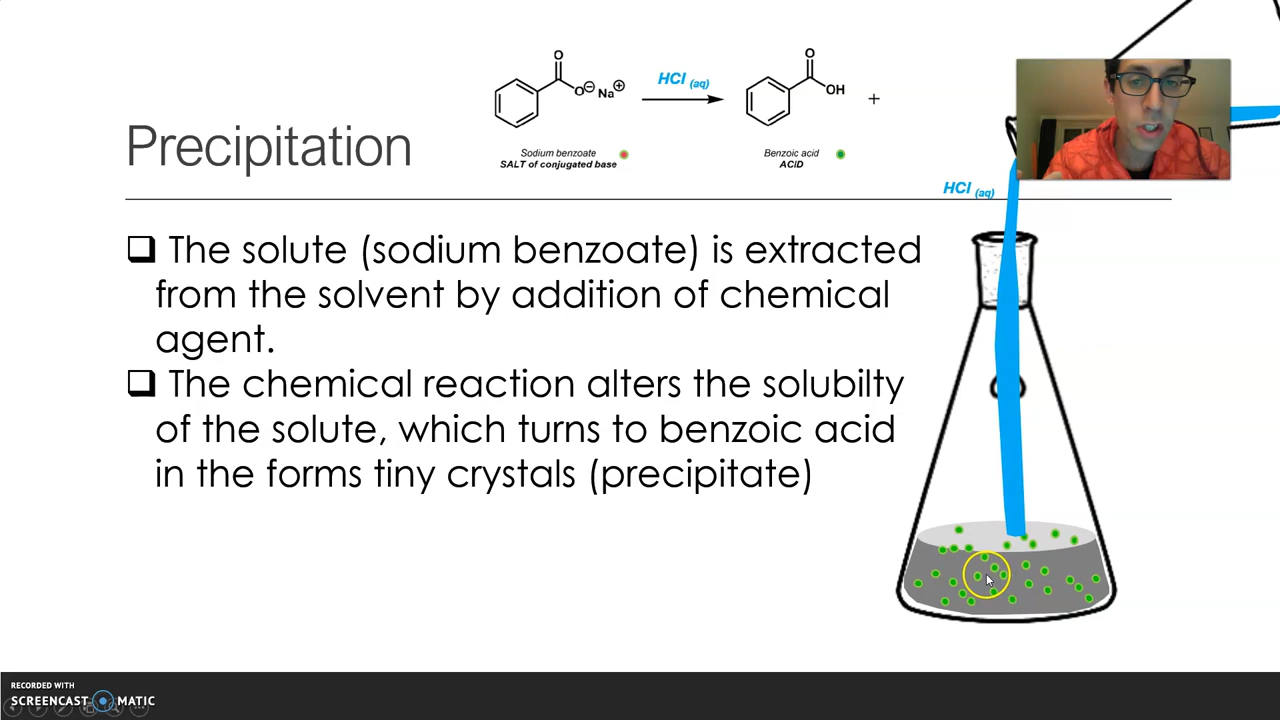 O
O⊖ Na⊕
HCl (aq)
O
OH
+
Precipitation
Sodium benzoate
SALT of conjugated base
Benzoic acid
ACID
HCl (aq)
❑ The solute (sodium benzoate) is extracted
from the solvent by addition of chemical
agent.
❑ The chemical reaction alters the solubilty
of the solute, which turns to benzoic acid
in the forms tiny crystals (precipitate)
RECORDED WITH
SCREENCAST MATIC